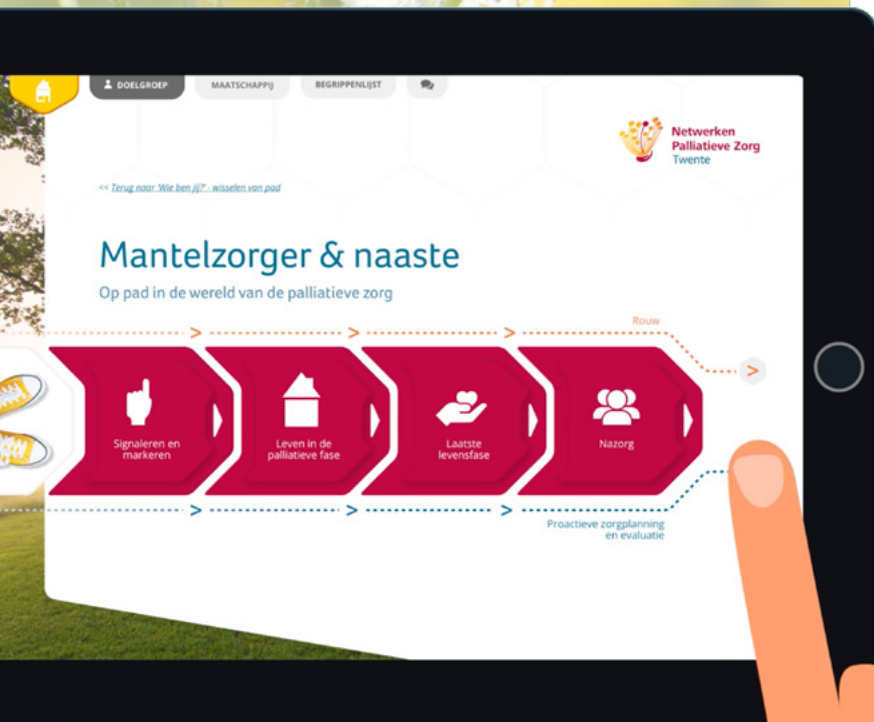 DOELGROEP
MAATSCHAPPIJ
BEGRIPPENLIJST
Netwerken
Palliatieve Zorg
Twente
<< Terug naar 'Wie ben jij?' - wisselen van pad
Mantelzorger & naaste
Op pad in de wereld van de palliatieve zorg
Rouw
Signaleren en
markeren
Leven in de
palliatieve fase
Laatste
levensfase
Nazorg
Proactieve zorgplanning
en evaluatie